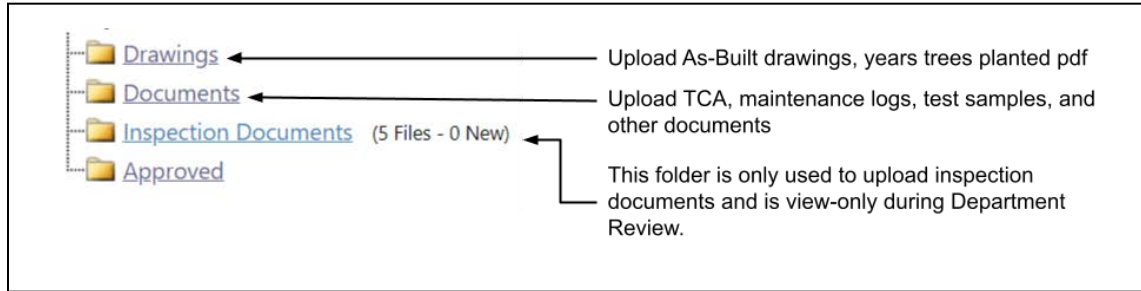 Drawings
Upload As-Built drawings, years trees planted pdf
Documents
Upload TCA, maintenance logs, test samples, and
other documents
Inspection Documents (5 Files - 0 New)
Approved
This folder is only used to upload inspection
documents and is view-only during Department
Review.